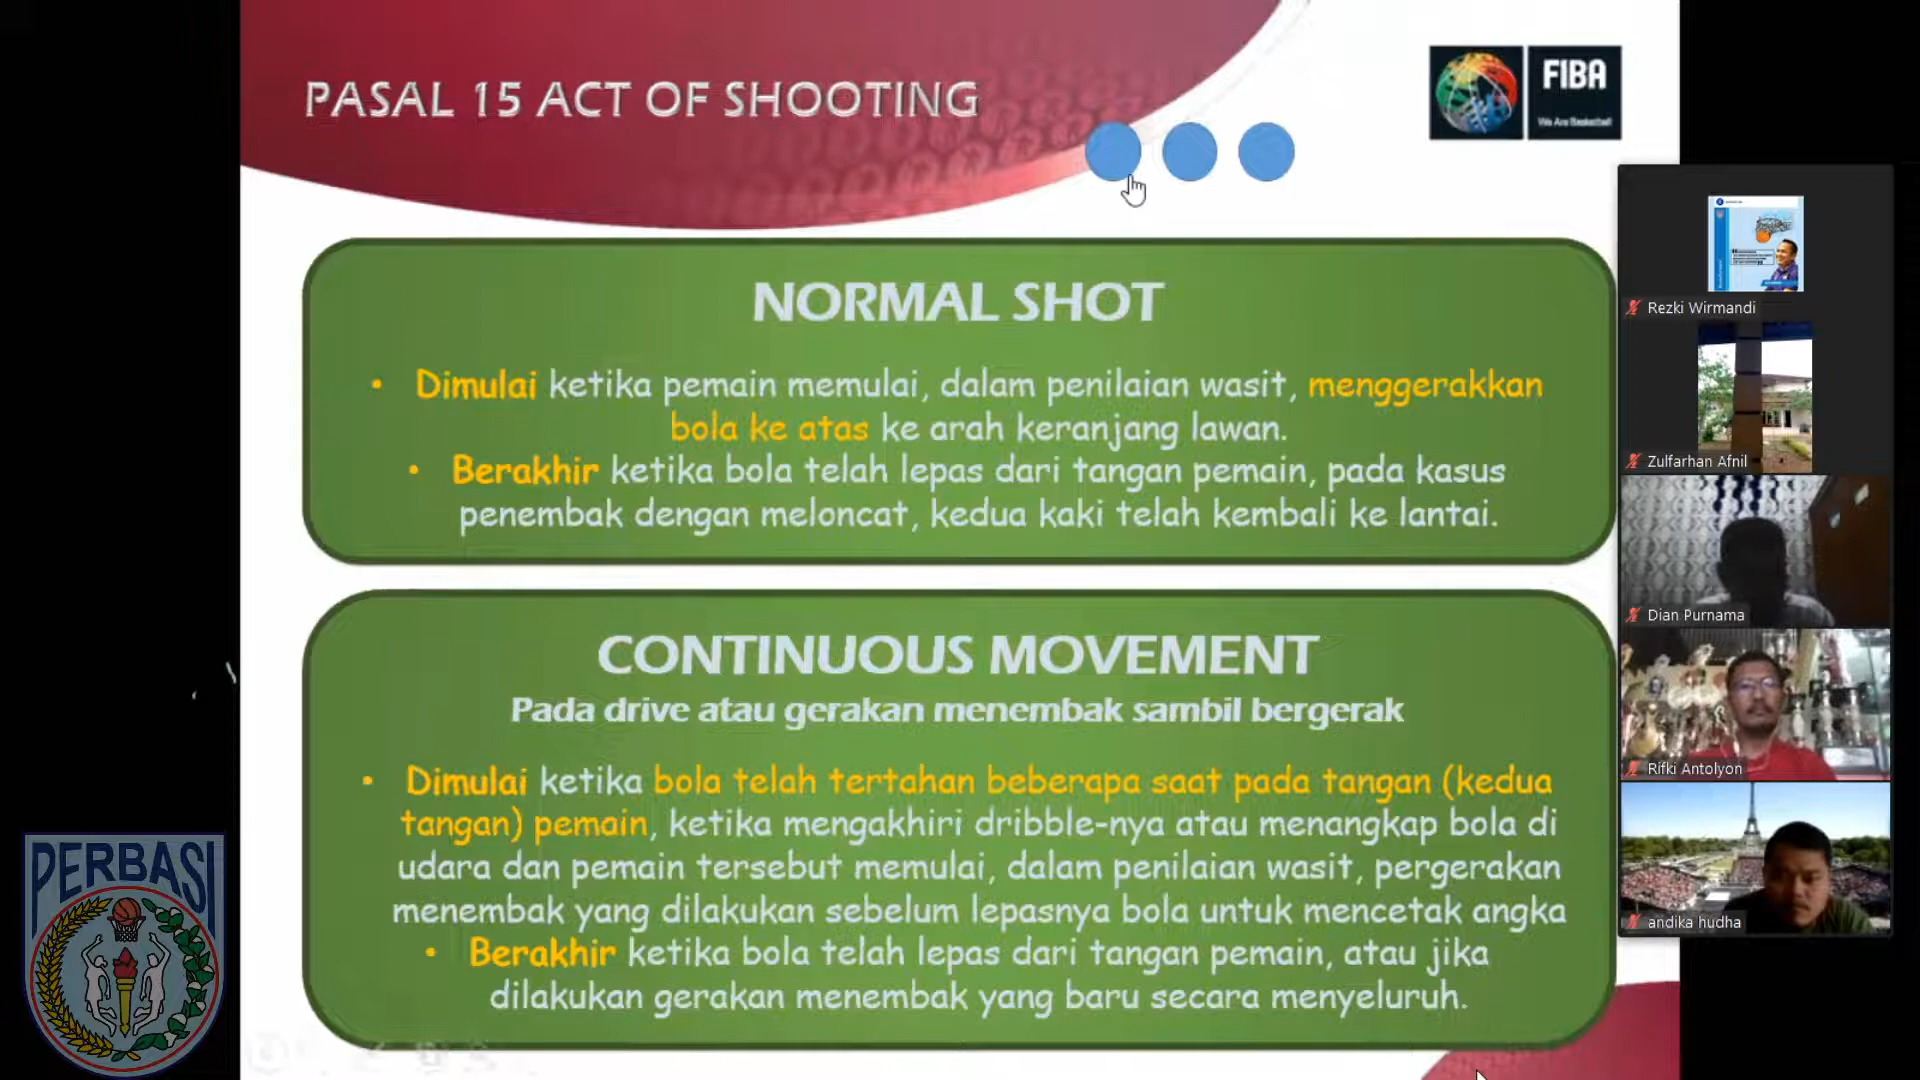 PASAL 15 ACT OF SHOOTING
FIBA
We Are Basketball
NORMAL SHOT
• Dimulai ketika pemain memulai, dalam penilaian wasit, menggerakkan
bola ke atas ke arah keranjang lawan.
• Berakhir ketika bola telah lepas dari tangan pemain, pada kasus
penembak dengan meloncat, kedua kaki telah kembali ke lantai.
CONTINUOUS MOVEMENT
Pada drive atau gerakan menembak sambil bergerak
• Dimulai ketika bola telah tertahan beberapa saat pada tangan (kedua
tangan) pemain, ketika mengakhiri dribble-nya atau menangkap bola di
udara dan pemain tersebut memulai, dalam penilaian wasit, pergerakan
menembak yang dilakukan sebelum lepasnya bola untuk mencetak angka
• Berakhir ketika bola telah lepas dari tangan pemain, atau jika
dilakukan gerakan menembak yang baru secara menyeluruh.
Rezki Wirmandi
Zulfarhan Afnil
Dian Purnama
Rifki Antolyon
andika hudha
PERBASI